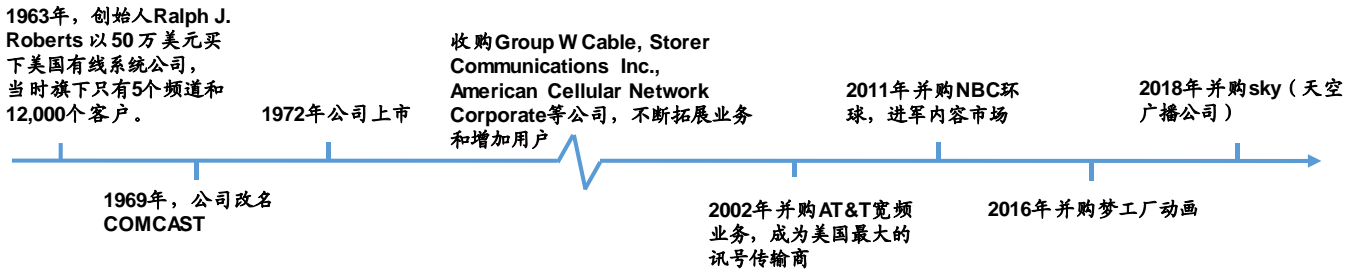 1963年，创始人Ralph J.
Roberts 以50万美元买
下美国有线系统公司，
当时旗下只有5个频道和
12,000个客户。
1969年，公司改名
COMCAST
1972年公司上市
收购Group W Cable, Storer
Communications Inc.,
American Cellular Network
Corporate等公司，不断拓展业务
和增加用户
2002年并购AT&T宽频
业务，成为美国最大的
讯号传输商
2011年并购NBC环
球，进军内容市场
2016年并购梦工厂动画
2018年并购sky（天空
广播公司）